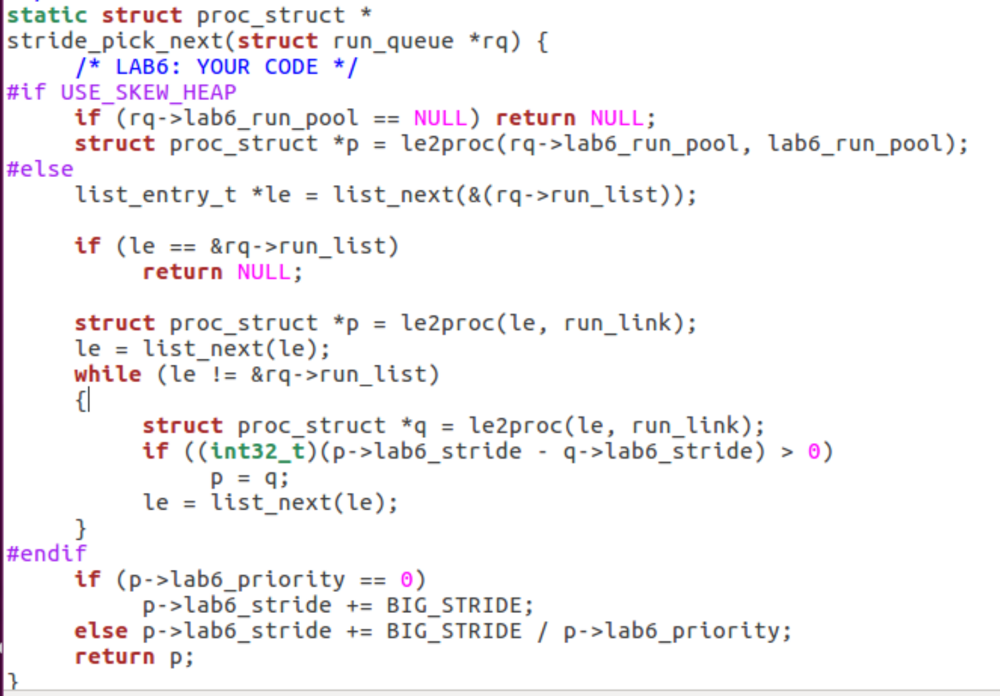 static struct proc_struct *
stride_pick_next(struct run_queue *rq) {
     /* LAB6: YOUR CODE */
#if USE_SKEW_HEAP
     if (rq->lab6_run_pool == NULL) return NULL;
     struct proc_struct *p = le2proc(rq->lab6_run_pool, lab6_run_pool);
#else
     list_entry_t *le = list_next(&(rq->run_list));

     if (le == &rq->run_list)
          return NULL;

     struct proc_struct *p = le2proc(le, run_link);
     le = list_next(le);
     while (le != &rq->run_list)
     {
          struct proc_struct *q = le2proc(le, run_link);
          if ((int32_t)(p->lab6_stride - q->lab6_stride) > 0)
               p = q;
          le = list_next(le);
     }
#endif
     if (p->lab6_priority == 0)
          p->lab6_stride += BIG_STRIDE;
     else p->lab6_stride += BIG_STRIDE / p->lab6_priority;
     return p;
}